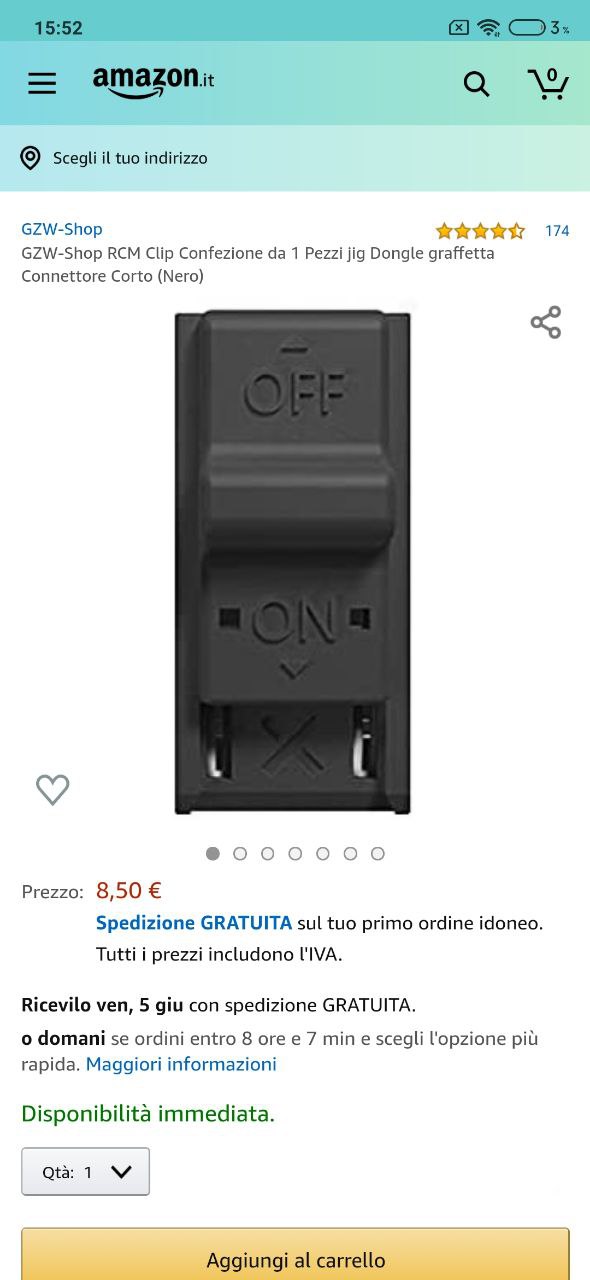 15:52
3%
amazon.it
0
Scegli il tuo indirizzo
GZW-Shop
174
GZW-Shop RCM Clip Confezione da 1 Pezzi jig Dongle graffetta
Connettore Corto (Nero)
OFF
ON
Prezzo: 8,50 €
Spedizione GRATUITA sul tuo primo ordine idoneo.
Tutti i prezzi includono l'IVA.
Ricevilo ven, 5 giu con spedizione GRATUITA.
o domani se ordini entro 8 ore e 7 min e scegli l'opzione più
rapida. Maggiori informazioni
Disponibilità immediata.
Qtà: 1
Aggiungi al carrello